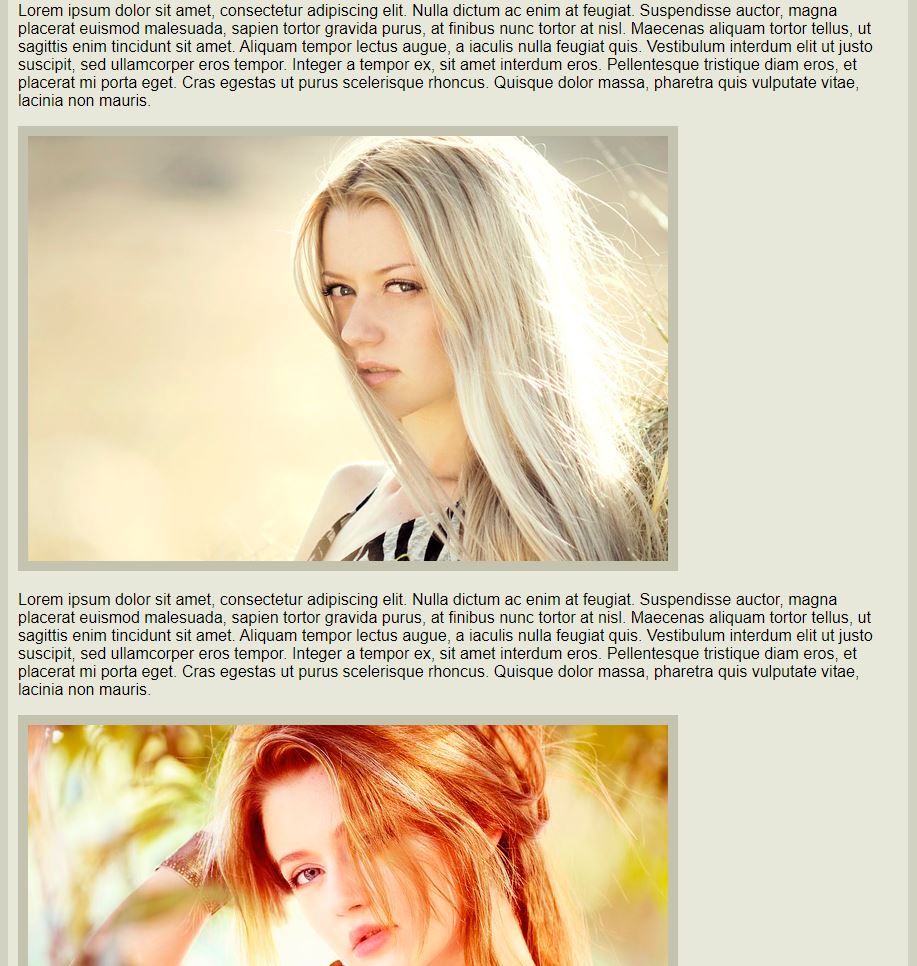 Lorem ipsum dolor sit amet, consectetur adipiscing elit. Nulla dictum ac enim at feugiat. Suspendisse auctor, magna
placerat euismod malesuada, sapien tortor gravida purus, at finibus nunc tortor at nisl. Maecenas aliquam tortor tellus, ut
sagittis enim tincidunt sit amet. Aliquam tempor lectus augue, a iaculis nulla feugiat quis. Vestibulum interdum elit ut justo
suscipit, sed ullamcorper eros tempor. Integer a tempor ex, sit amet interdum eros. Pellentesque tristique diam eros, et
placerat mi porta eget. Cras egestas ut purus scelerisque rhoncus. Quisque dolor massa, pharetra quis vulputate vitae,
lacinia non mauris.
Lorem ipsum dolor sit amet, consectetur adipiscing elit. Nulla dictum ac enim at feugiat. Suspendisse auctor, magna
placerat euismod malesuada, sapien tortor gravida purus, at finibus nunc tortor at nisl. Maecenas aliquam tortor tellus, ut
sagittis enim tincidunt sit amet. Aliquam tempor lectus augue, a iaculis nulla feugiat quis. Vestibulum interdum elit ut justo
suscipit, sed ullamcorper eros tempor. Integer a tempor ex, sit amet interdum eros. Pellentesque tristique diam eros, et
placerat mi porta eget. Cras egestas ut purus scelerisque rhoncus. Quisque dolor massa, pharetra quis vulputate vitae,
lacinia non mauris.